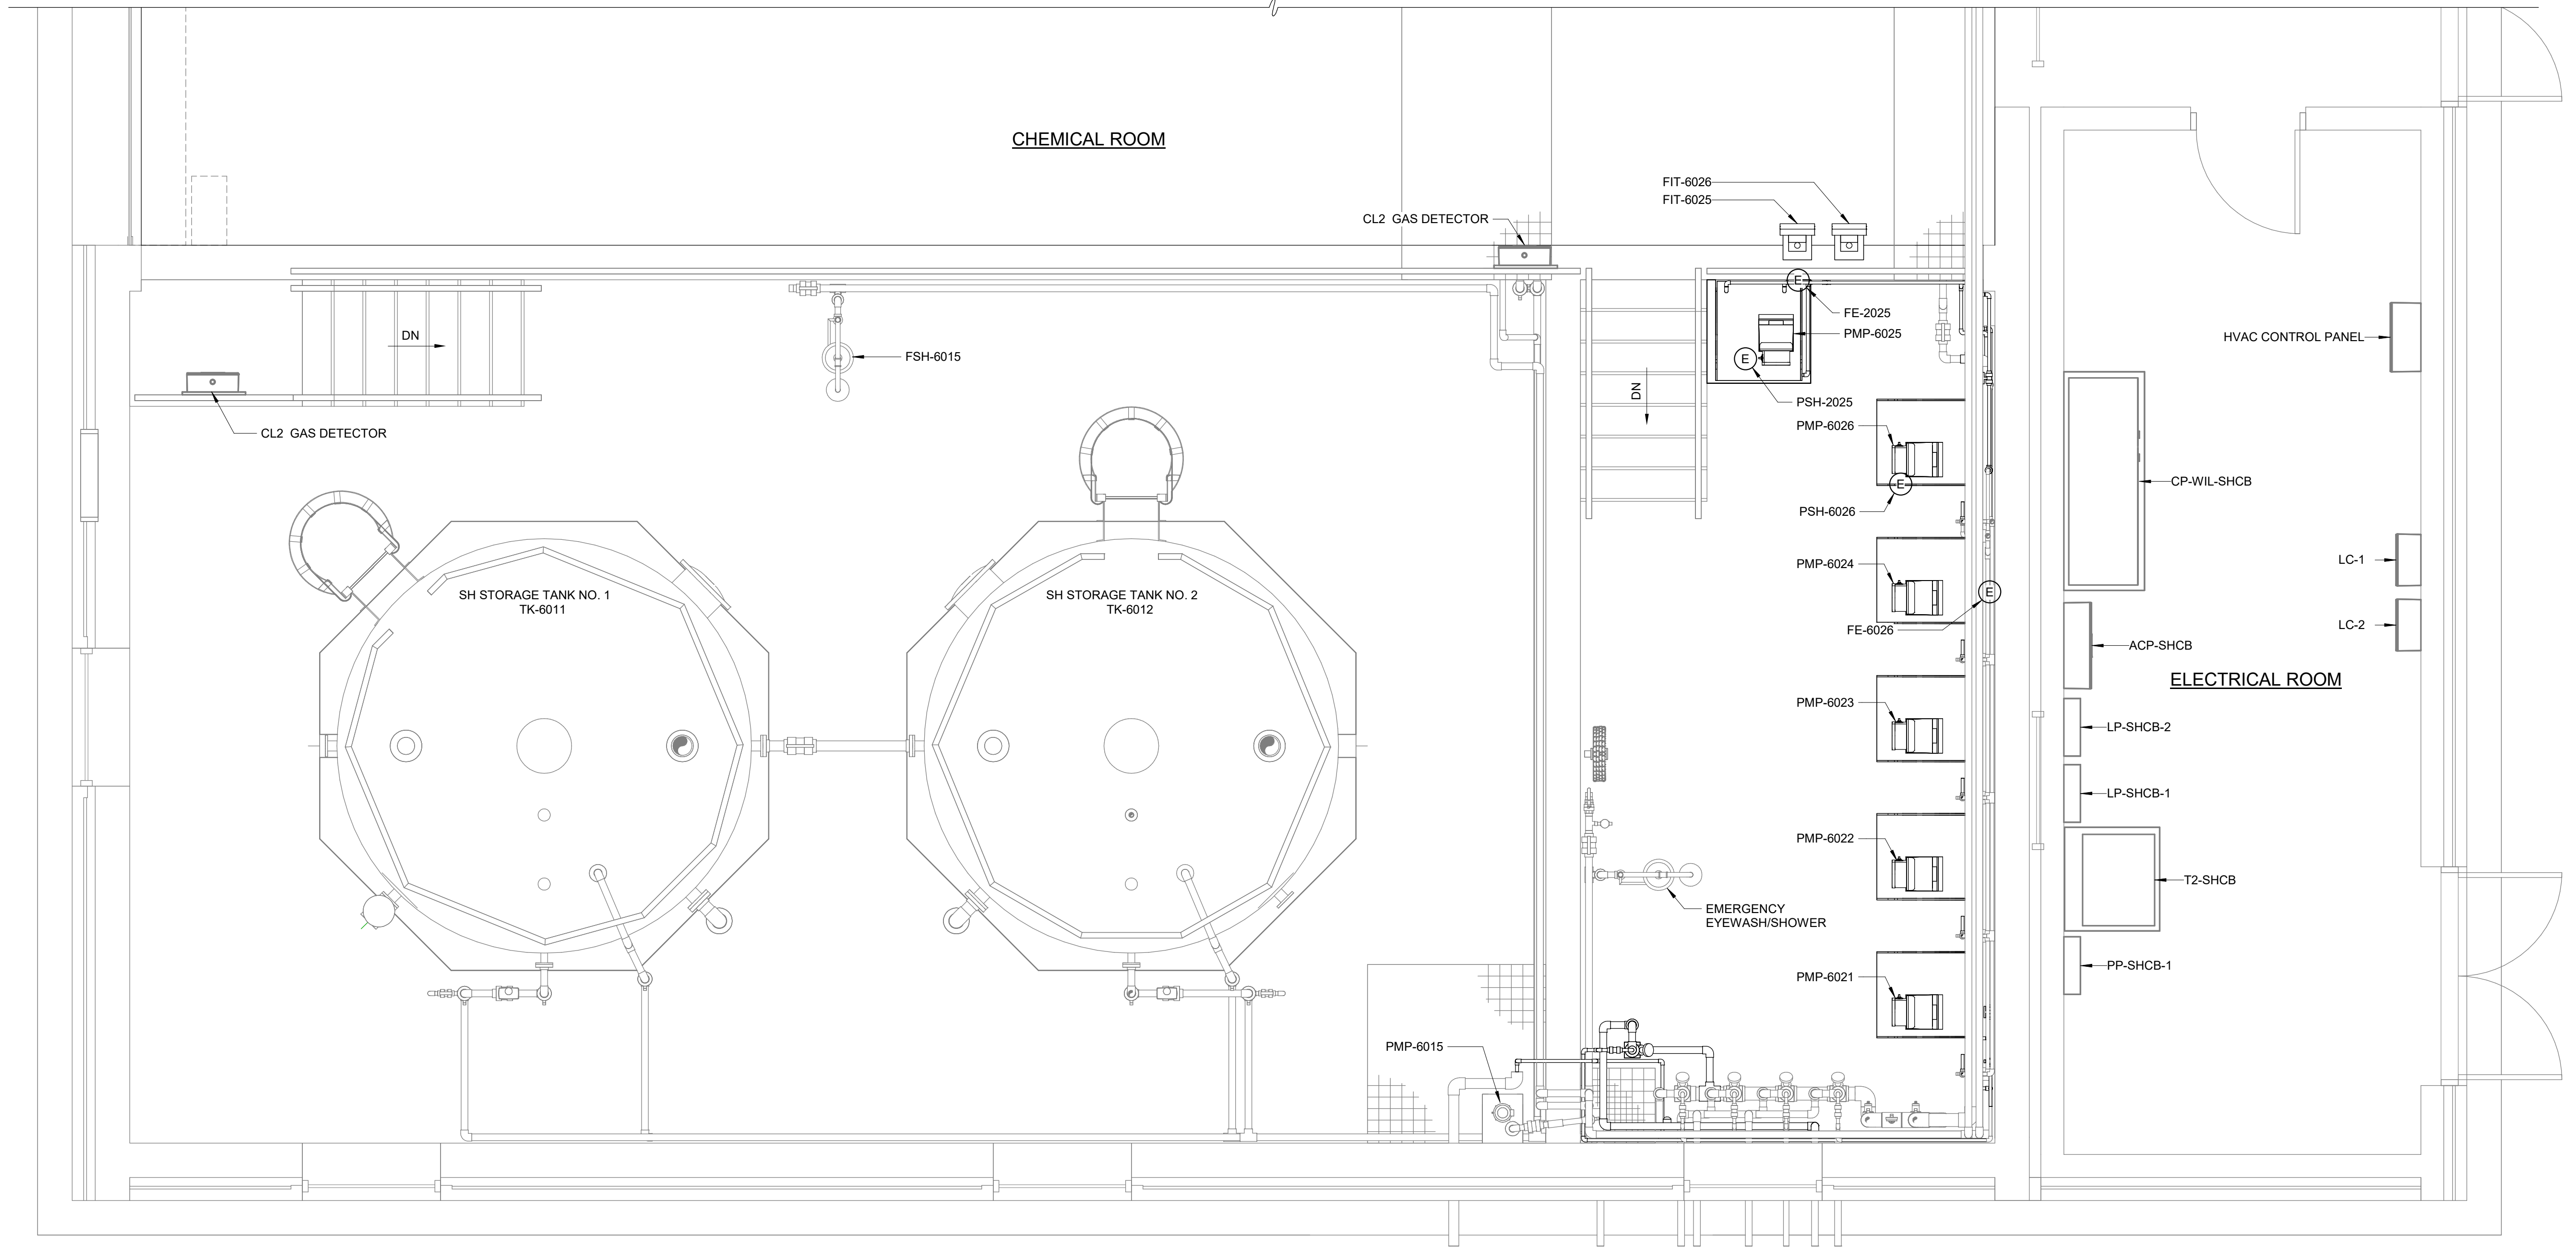 CHEMICAL ROOM
FIT-6026
FIT-6025
CL2 GAS DETECTOR
E
FE-2025
DN
PMP-6025
HVAC CONTROL PANEL
FSH-6015
E
DN
PSH-2025
CL2 GAS DETECTOR
PMP-6026
CP-WIL-SHCB
E
PSH-6026
LC-1
PMP-6024
SH STORAGE TANK NO. 1
TK-6011
SH STORAGE TANK NO. 2
TK-6012
E
FE-6026
LC-2
ACP-SHCB
ELECTRICAL ROOM
PMP-6023
LP-SHCB-2
LP-SHCB-1
PMP-6022
T2-SHCB
EMERGENCY
EYEWASH/SHOWER
PP-SHCB-1
PMP-6021
PMP-6015